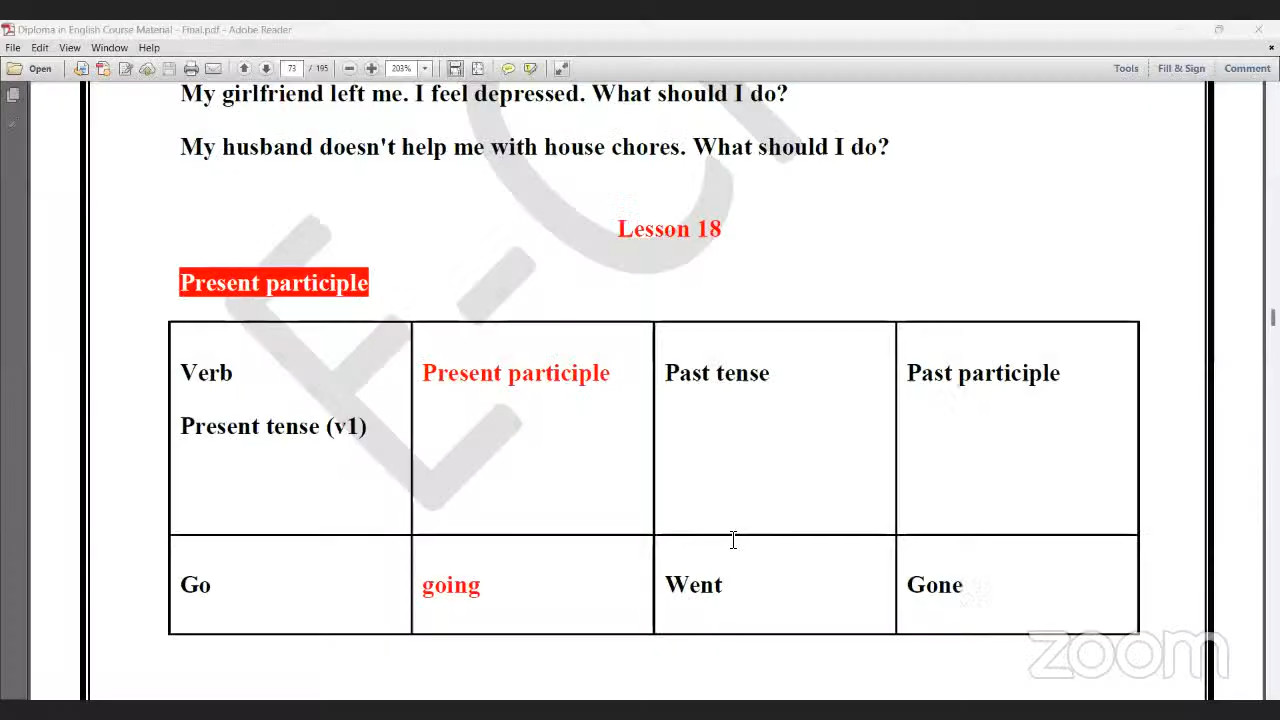 Diploma in English Course Material - Final.pdf - Adobe Reader
File Edit View Window Help
Open 73 / 195 203% Tools Fill & Sign Comment
My girlfriend left me. I feel depressed. What should I do?
My husband doesn't help me with house chores. What should I do?
Lesson 18
Present participle
Verb Present participle Past tense Past participle
Present tense (v1)
Go going Went Gone
zoom